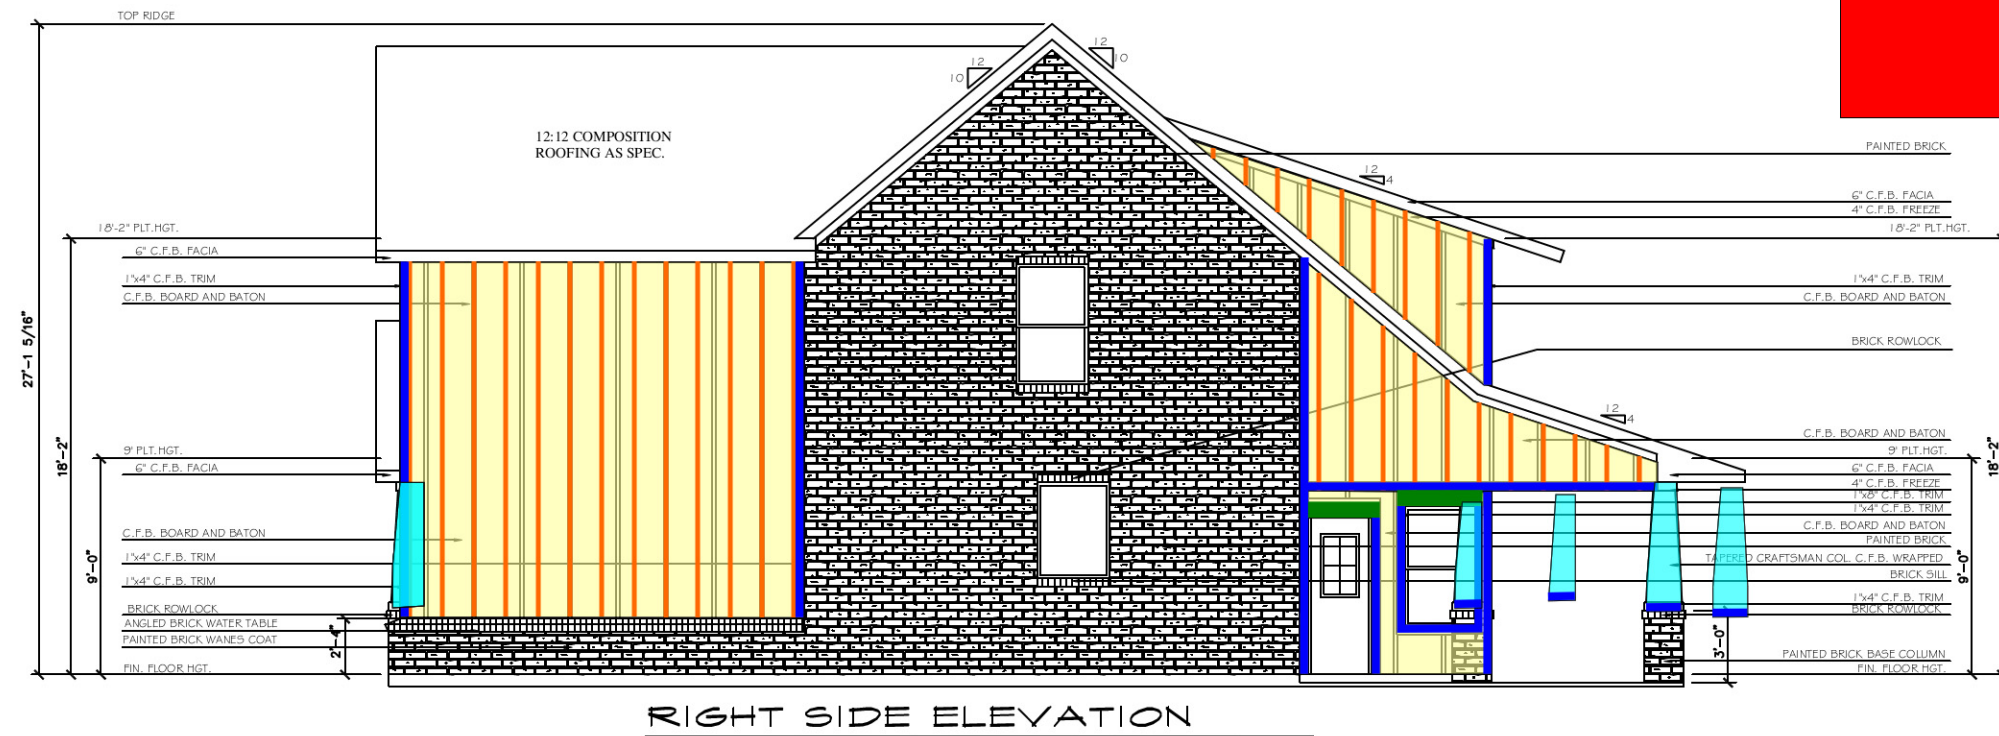 TOP RIDGE
12
10
12
10
12:12 COMPOSITION
ROOFING AS SPEC.
PAINTED BRICK
12
4
6" C.F.B. FACIA
4" C.F.B. FREEZE
18'-2" PLT.HGT.
18'-2" PLT.HGT.
6" C.F.B. FACIA
1"x4" C.F.B. TRIM
C.F.B. BOARD AND BATON
1"x4" C.F.B. TRIM
C.F.B. BOARD AND BATON
27'-1 5/16"
BRICK ROWLOCK
12
4
C.F.B. BOARD AND BATON
9' PLT.HGT.
18'-2"
9' PLT.HGT.
6" C.F.B. FACIA
18'-2"
6" C.F.B. FACIA
4" C.F.B. FREEZE
1"x8" C.F.B. TRIM
1"x4" C.F.B. TRIM
C.F.B. BOARD AND BATON
PAINTED BRICK
TAPERED CRAFTSMAN COL. C.F.B. WRAPPED
BRICK SILL
9'-0"
1"x4" C.F.B. TRIM
BRICK ROWLOCK
3'-0"
PAINTED BRICK BASE COLUMN
FIN. FLOOR HGT.
C.F.B. BOARD AND BATON
1"x4" C.F.B. TRIM
9'-0"
1"x4" C.F.B. TRIM
BRICK ROWLOCK
ANGLED BRICK WATER TABLE
PAINTED BRICK WANES COAT
2'-4"
FIN. FLOOR HGT.
RIGHT SIDE ELEVATION